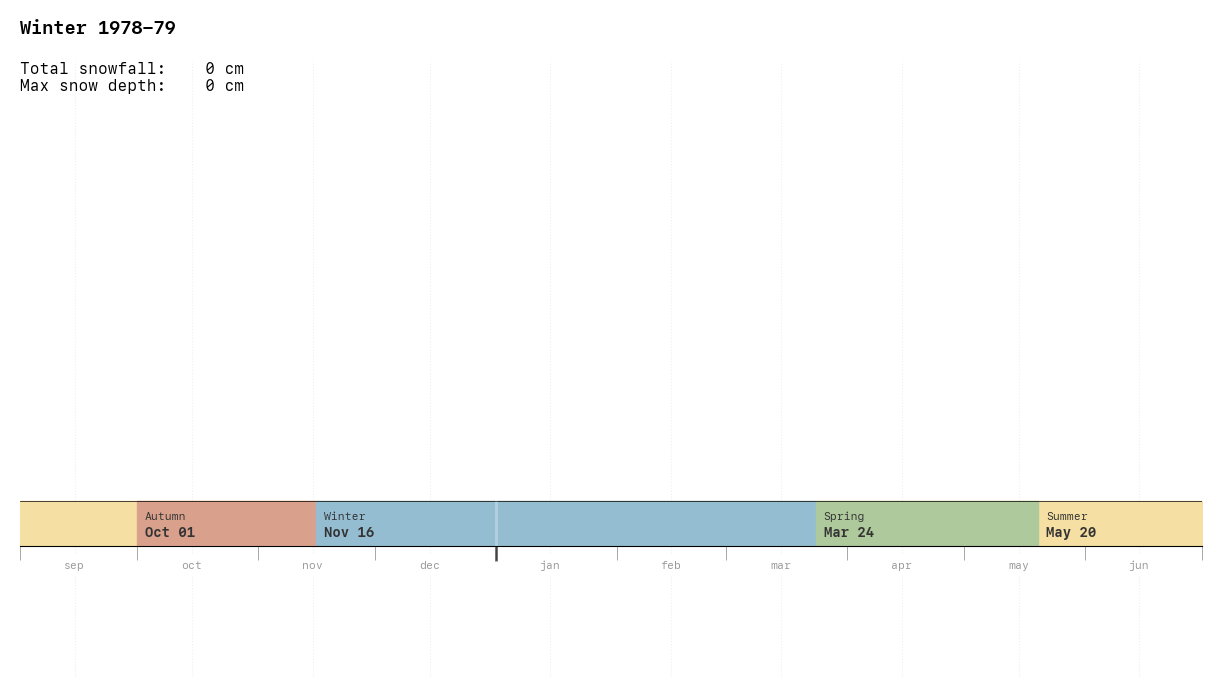 Winter 1978–79
Total snowfall: 0 cm
Max snow depth: 0 cm
Autumn Winter Spring Summer
Oct 01 Nov 16 Mar 24 May 20
sep oct nov dec jan feb mar apr may jun